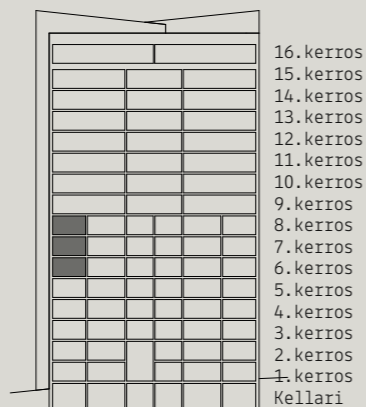 16.kerros
15.kerros
14.kerros
13.kerros
12.kerros
11.kerros
10.kerros
9.kerros
8.kerros
7.kerros
6.kerros
5.kerros
4.kerros
3.kerros
2.kerros
1.kerros
Kellari